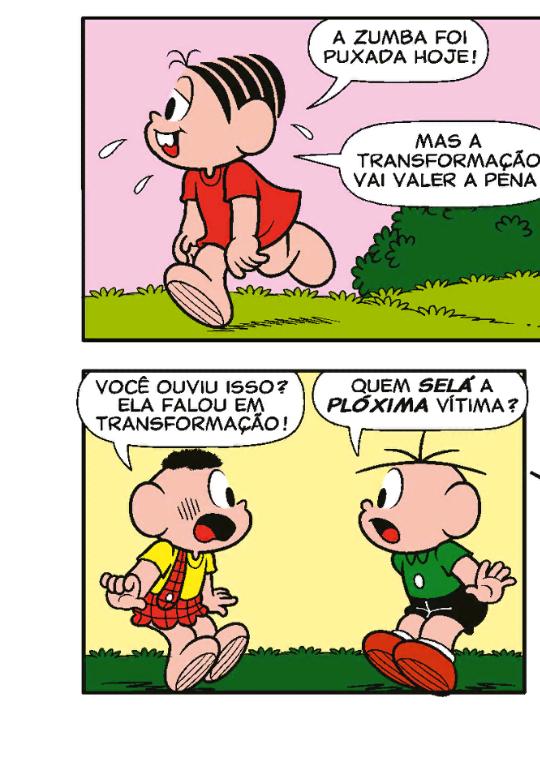 A ZUMBA FOI
PUXADA HOJE!
MAS A
TRANSFORMAÇÃO
VAI VALER A PENA
VOCÊ OUVIU ISSO?
ELA FALOU EM
TRANSFORMAÇÃO!
QUEM SELÁ A
PLÓXIMA VÍTIMA?